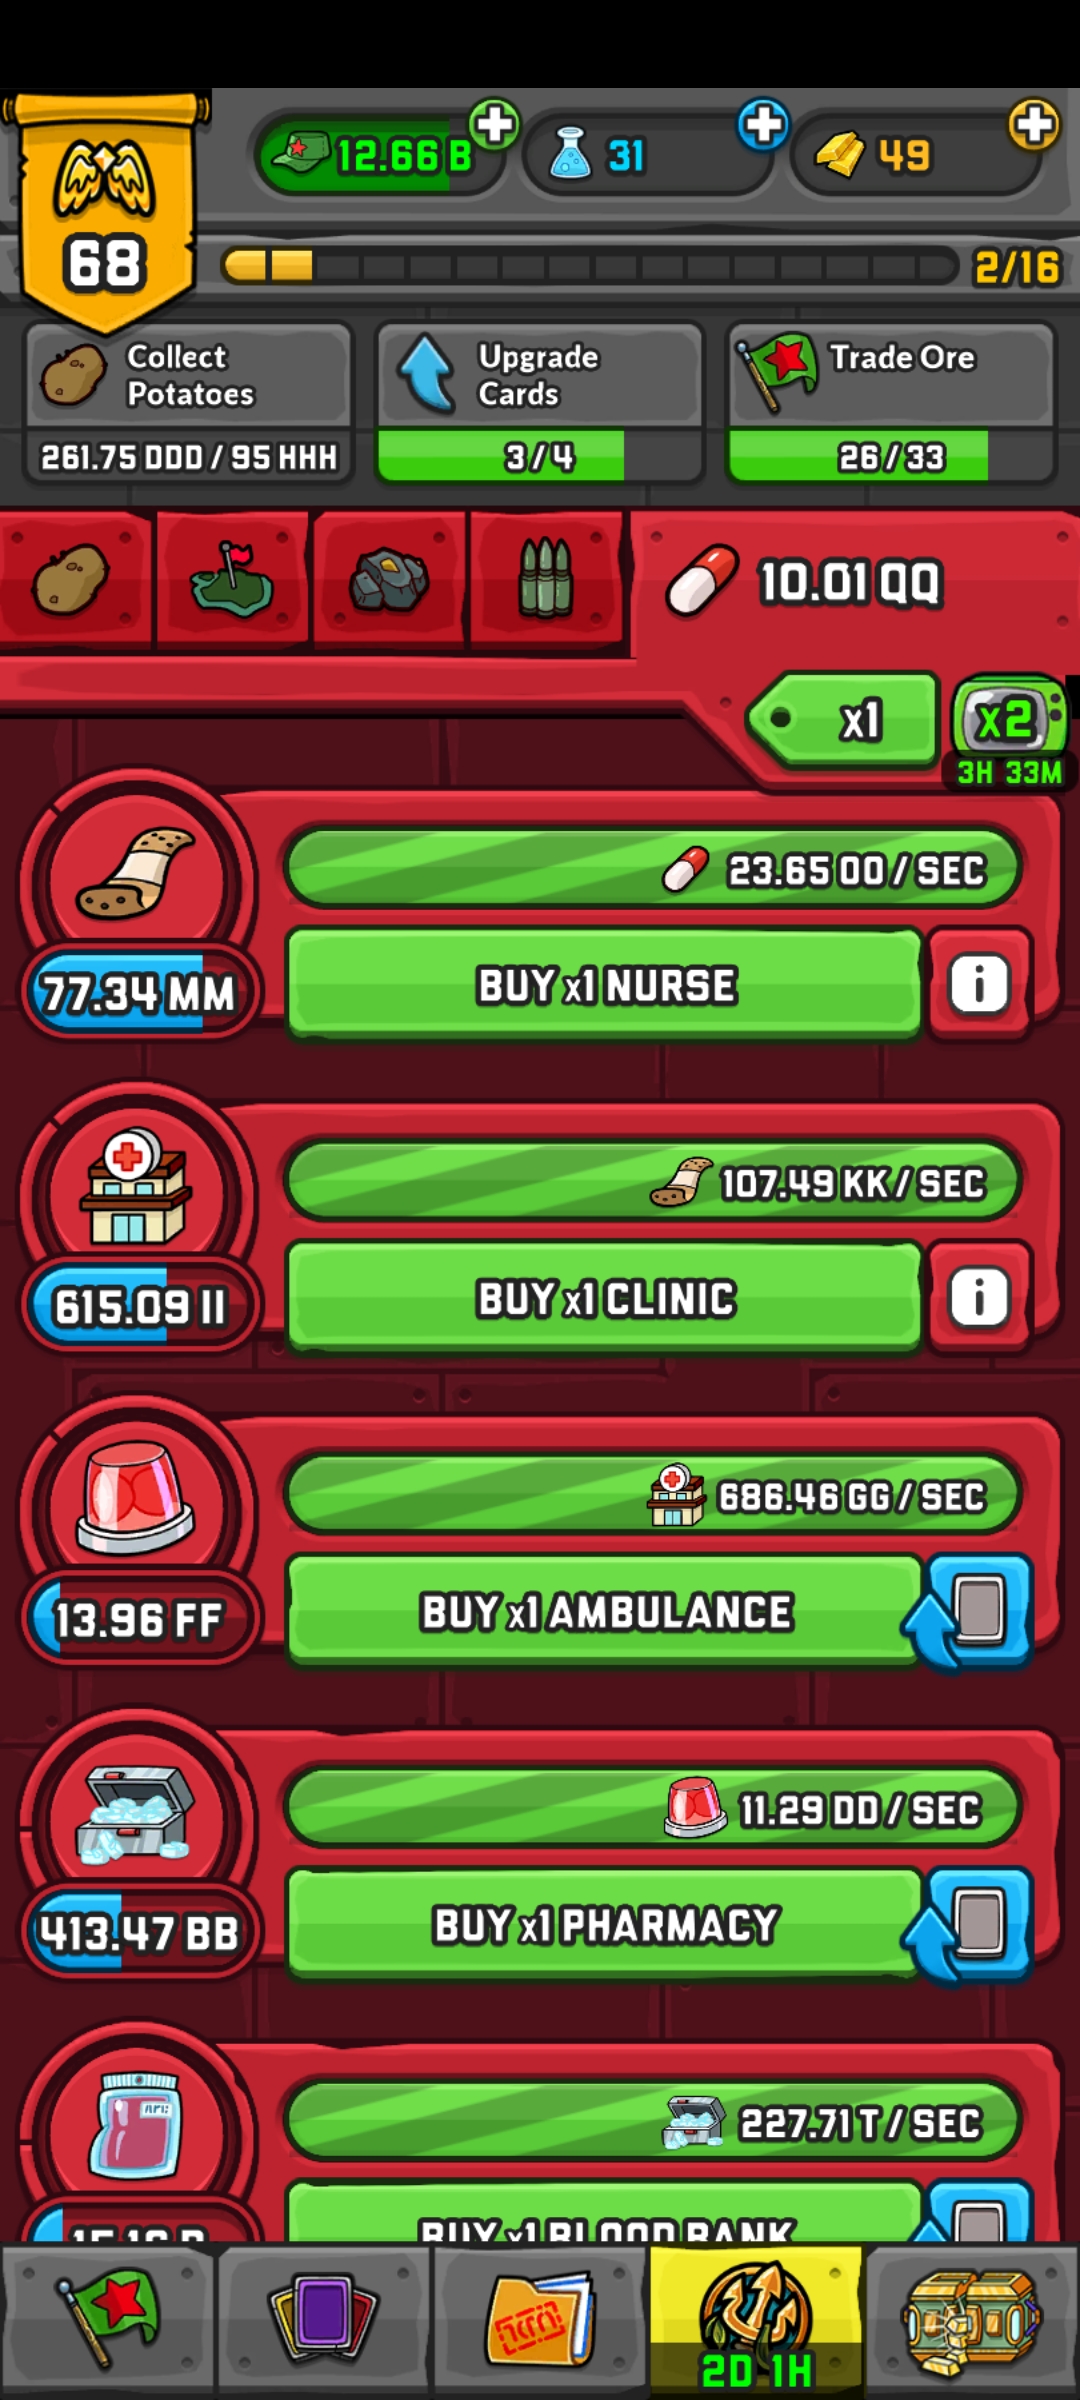 12.66 B
31
49
68
2/16
Collect
Potatoes
Upgrade
Cards
Trade Ore
261.75 DDD / 95 HHH
3/4
26/33
10.01 QQ
x1
x2
3H 33M
23.65 OO / SEC
77.34 MM
BUY x1 NURSE
i
107.49 KK / SEC
615.09 II
BUY x1 CLINIC
i
686.46 GG / SEC
13.96 FF
BUY x1 AMBULANCE
11.29 DD / SEC
413.47 BB
BUY x1 PHARMACY
227.71 T / SEC
BUY x1 BLOOD BANK
2D 1H